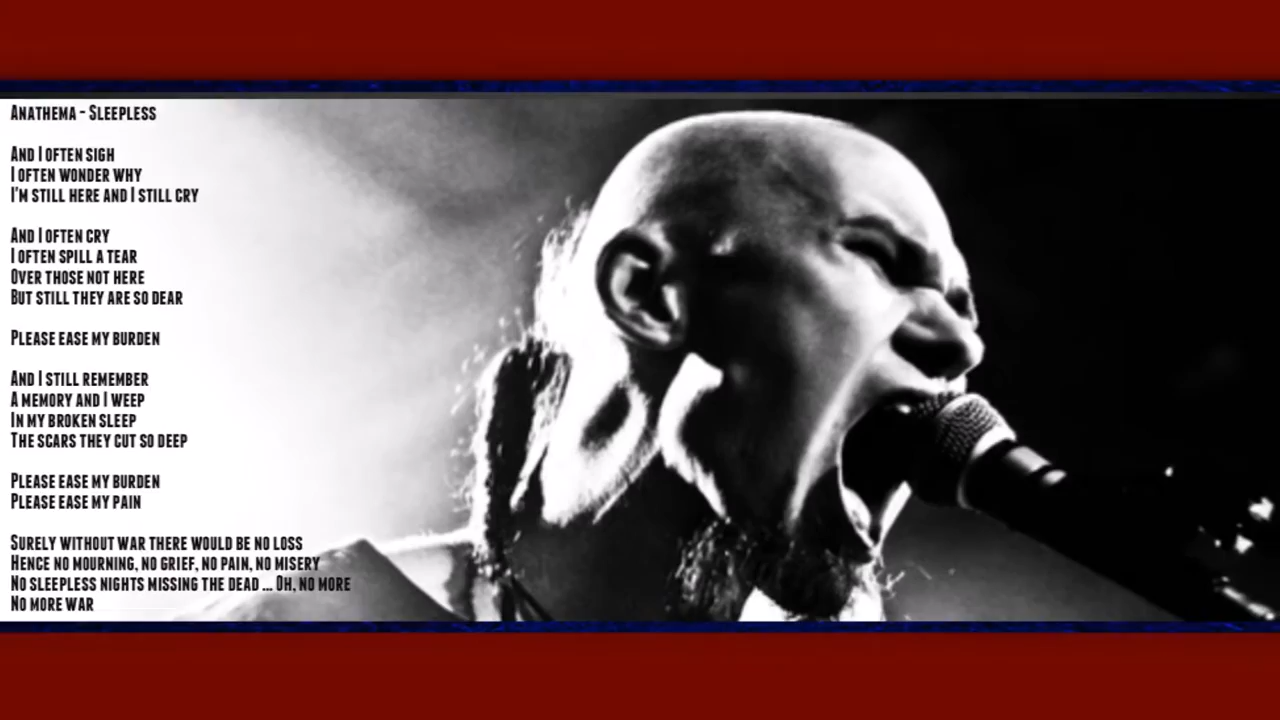 Anathema - Sleepless
And I often sigh
I often wonder why
I'm still here and I still cry
And I often cry
I often spill a tear
Over those not here
But still they are so dear
Please ease my burden
And I still remember
A memory and I weep
In my broken sleep
The scars they cut so deep
Please ease my burden
Please ease my pain
Surely without war there would be no loss
Hence no mourning, no grief, no pain, no misery
No sleepless nights missing the dead ... Oh, no more
No more war